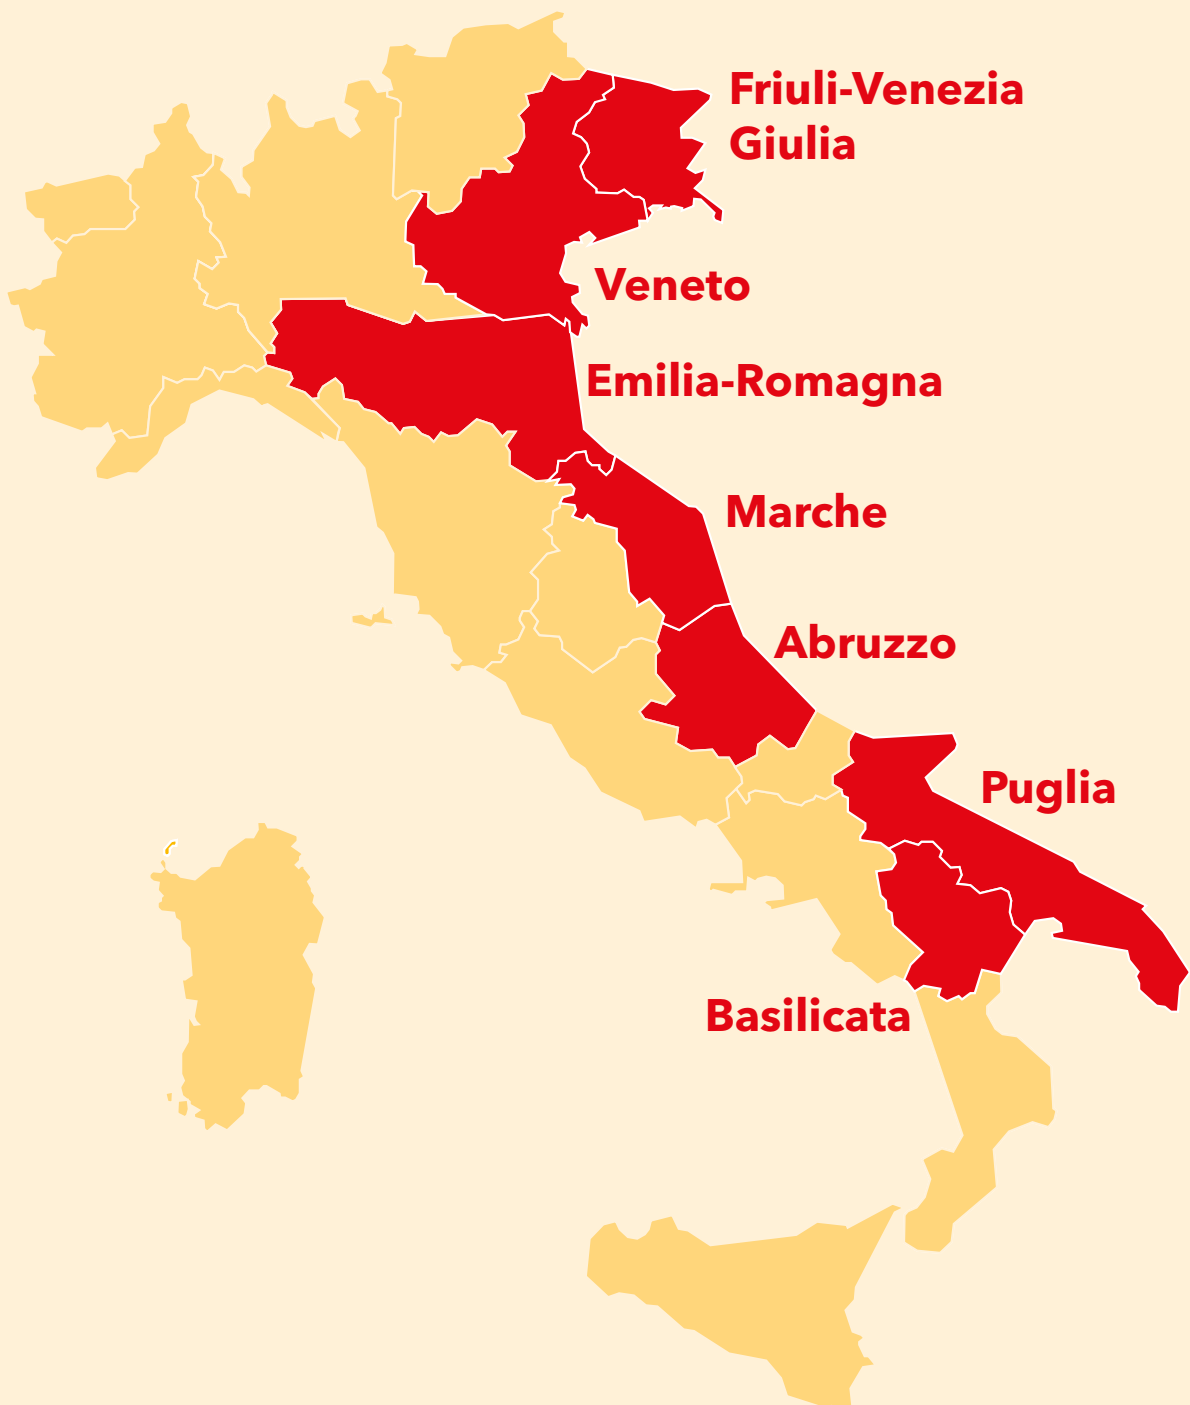 Friuli-Venezia
Giulia
Veneto
Emilia-Romagna
Marche
Abruzzo
Puglia
Basilicata